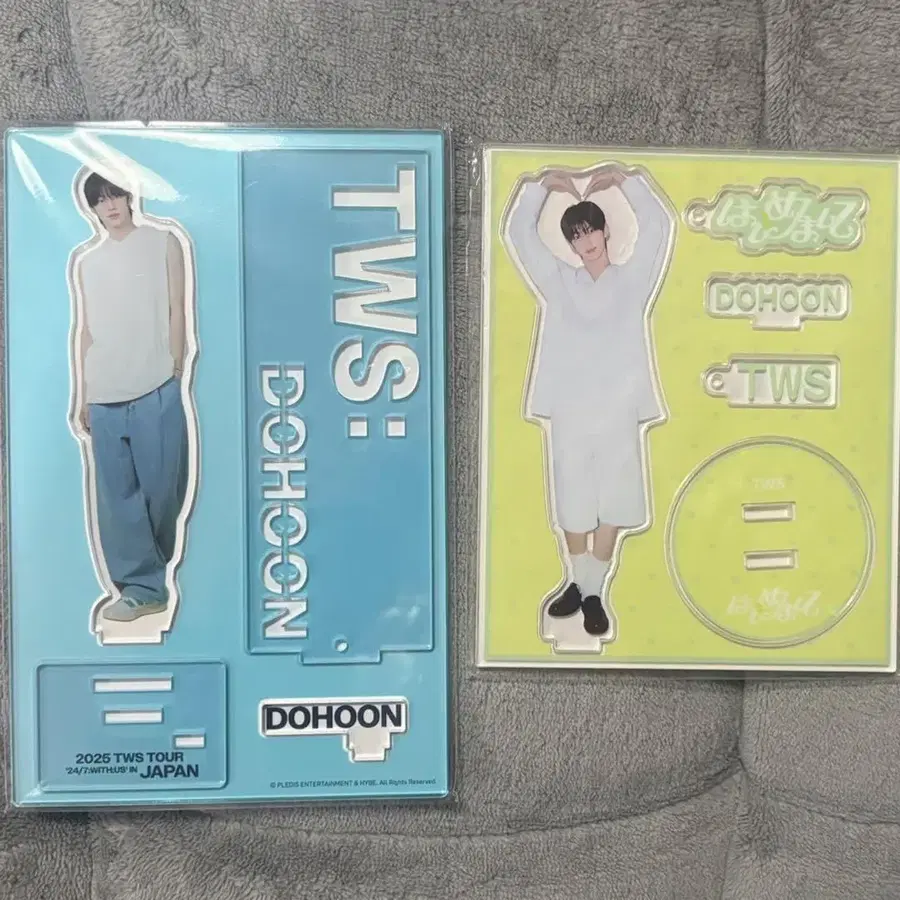 TWS:
DOHOON
DOHOON
2025 TWS TOUR
'24/7:WITH:US' IN JAPAN
© PLEDIS ENTERTAINMENT & HYBE. All Rights Reserved.
はじめまして
DOHOON
TWS
TWS
はじめまして